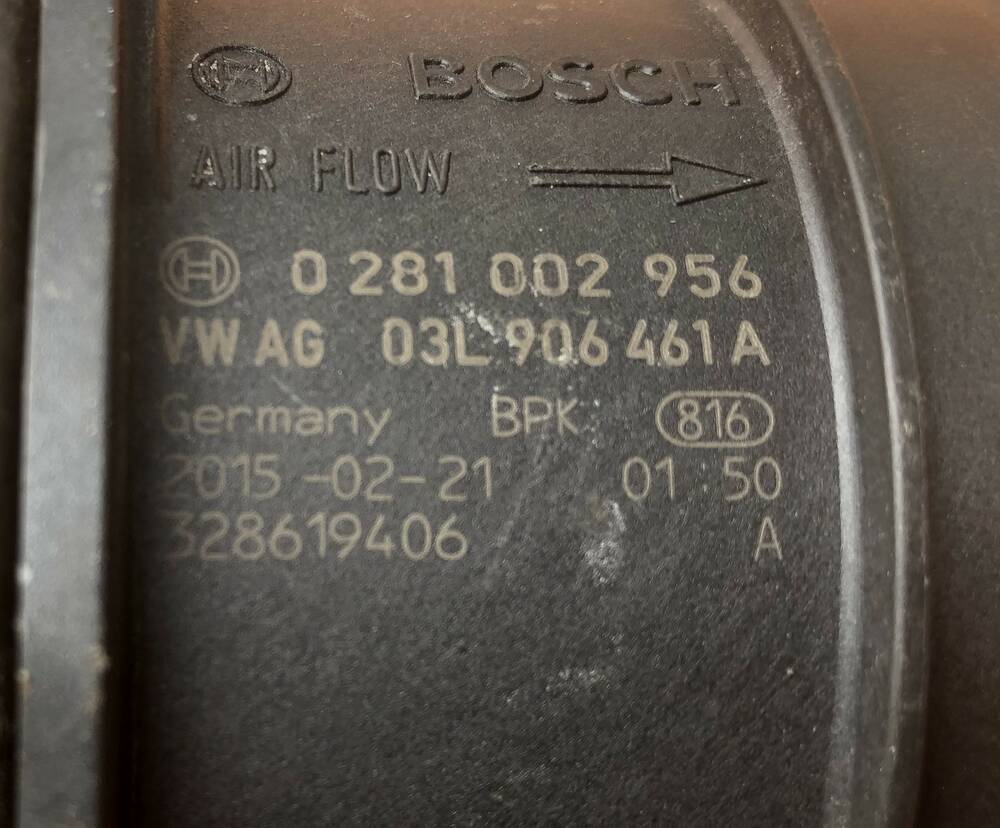 BOSCH
AIR FLOW
0 281 002 956
VW AG 03L 906 461 A
Germany BPK 816
2015-02-21 01 50
328619406 A